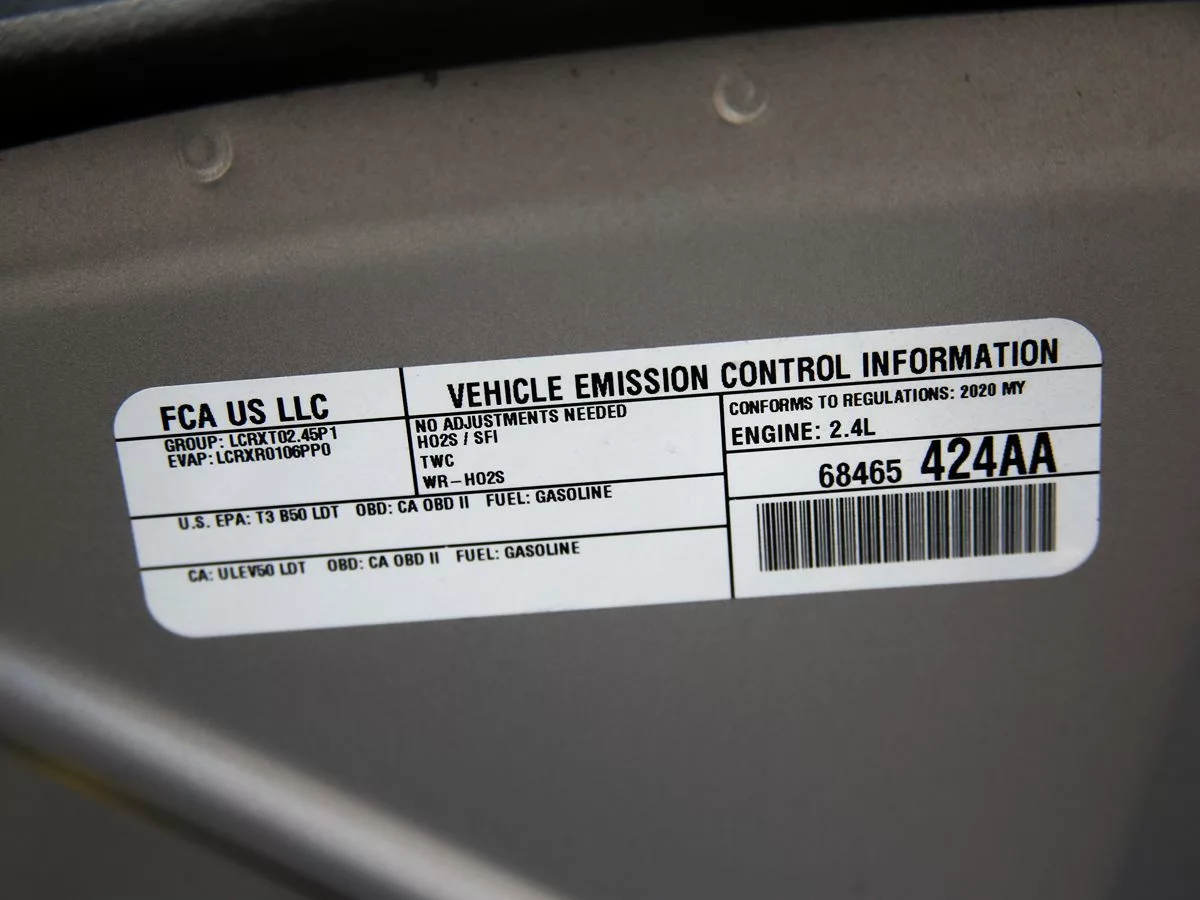 FCA US LLC
GROUP: LCRXT02.45P1
EVAP: LCRXR0106PP0
VEHICLE EMISSION CONTROL INFORMATION
NO ADJUSTMENTS NEEDED
HO2S / SFI
TWC
WR-HO2S
CONFORMS TO REGULATIONS: 2020 MY
ENGINE: 2.4L
68465 424AA
U.S. EPA: T3 B50 LDT OBD: CA OBD II FUEL: GASOLINE
CA: ULEV50 LDT OBD: CA OBD II FUEL: GASOLINE